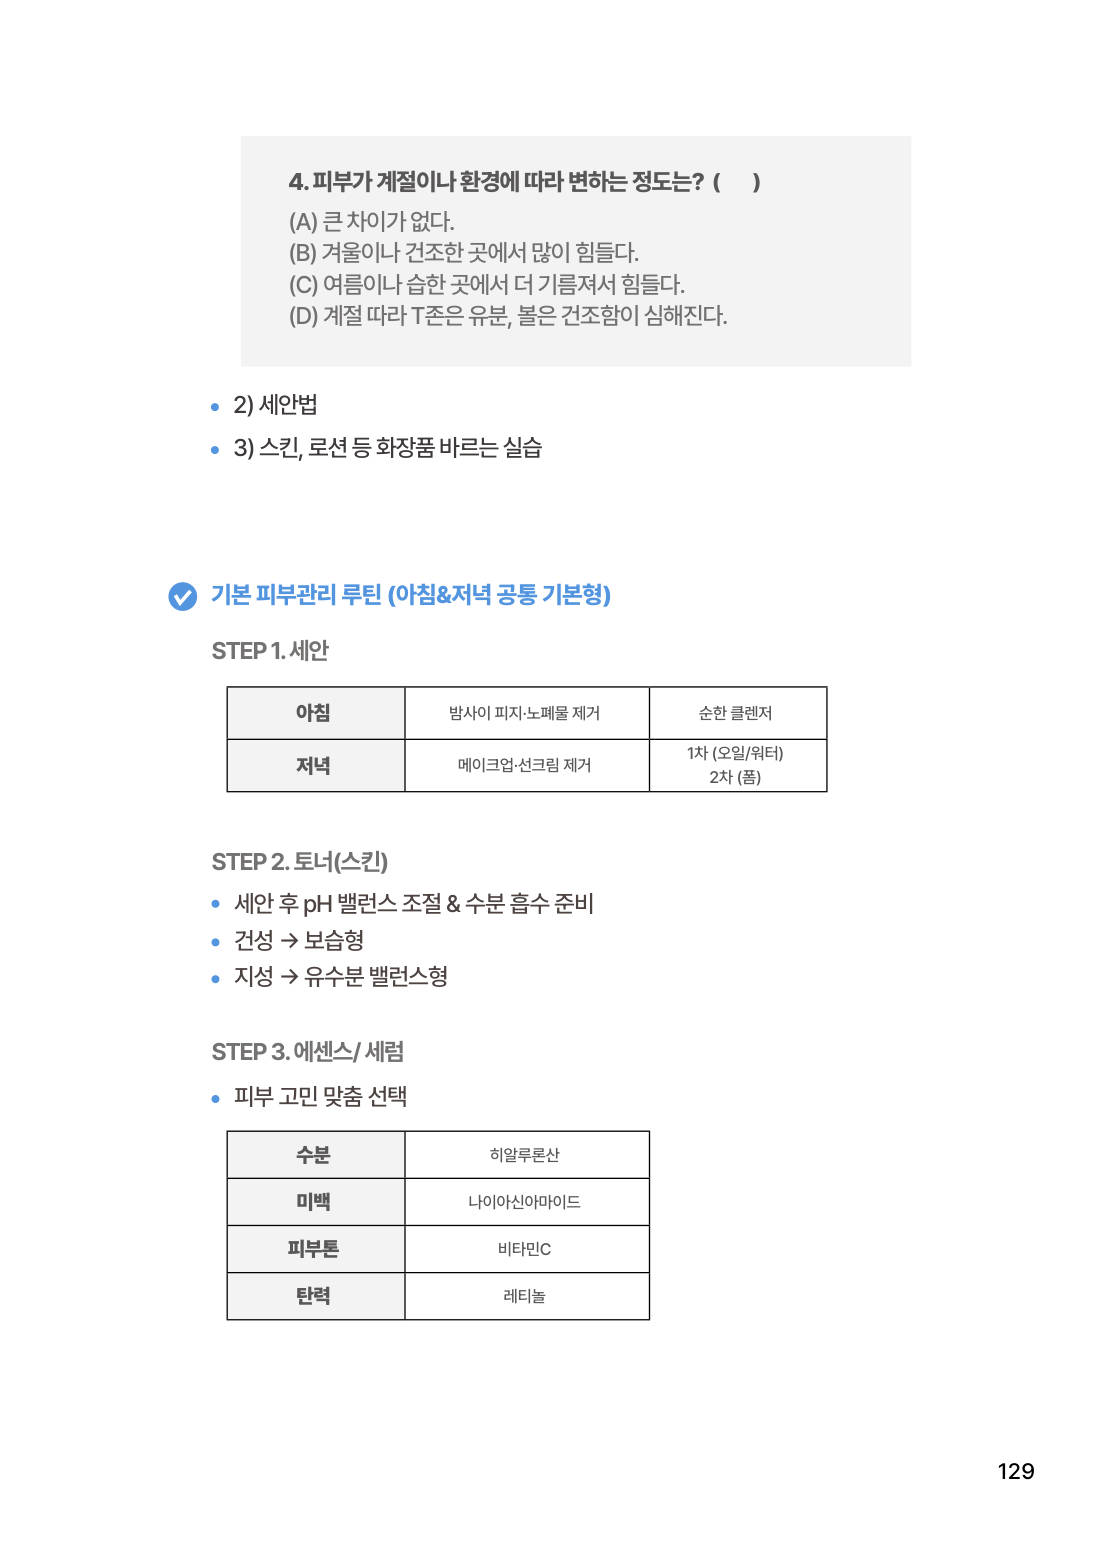 4. 피부가 계절이나 환경에 따라 변하는 정도는? (     )
(A) 큰 차이가 없다.
(B) 겨울이나 건조한 곳에서 많이 힘들다.
(C) 여름이나 습한 곳에서 더 기름져서 힘들다.
(D) 계절 따라 T존은 유분, 볼은 건조함이 심해진다.
• 2) 세안법
• 3) 스킨, 로션 등 화장품 바르는 실습
기본 피부관리 루틴 (아침&저녁 공통 기본형)
STEP 1. 세안
아침 밤사이 피지·노폐물 제거 순한 클렌저
저녁 메이크업·선크림 제거 1차 (오일/워터)
2차 (폼)
STEP 2. 토너(스킨)
• 세안 후 pH 밸런스 조절 & 수분 흡수 준비
• 건성 → 보습형
• 지성 → 유수분 밸런스형
STEP 3. 에센스/ 세럼
• 피부 고민 맞춤 선택
수분 히알루론산
미백 나이아신아마이드
피부톤 비타민C
탄력 레티놀
129